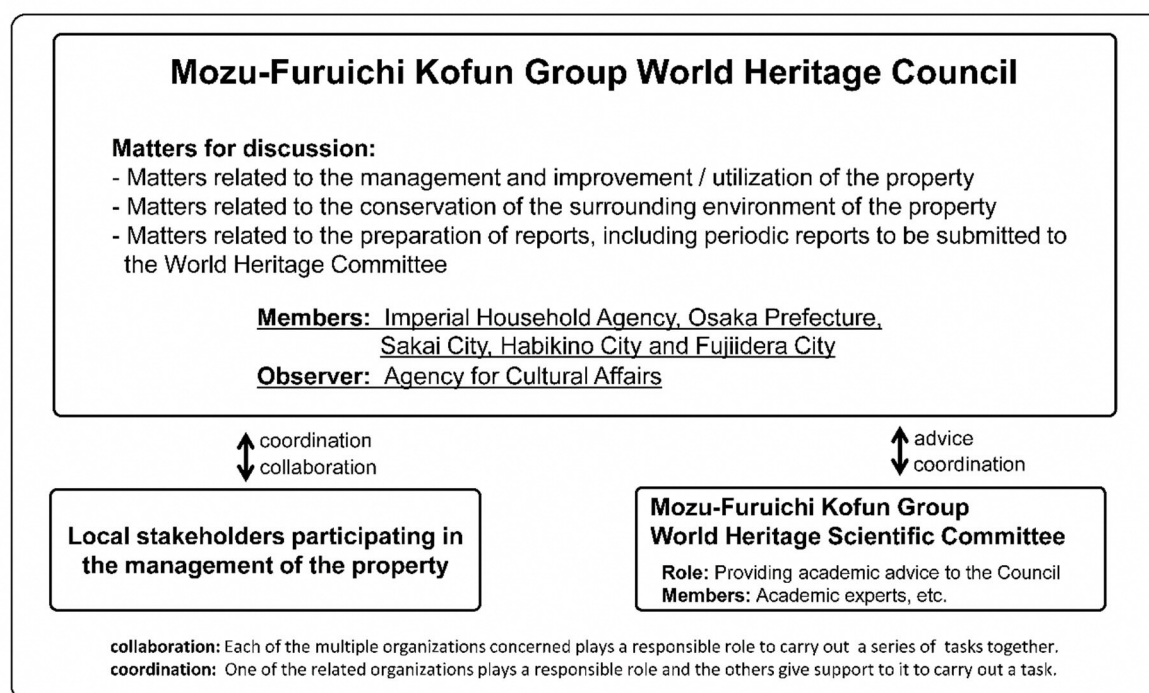 Mozu-Furuichi Kofun Group World Heritage Council
Matters for discussion:
- Matters related to the management and improvement / utilization of the property
- Matters related to the conservation of the surrounding environment of the property
- Matters related to the preparation of reports, including periodic reports to be submitted to
the World Heritage Committee
Members: Imperial Household Agency, Osaka Prefecture,
Sakai City, Habikino City and Fujiidera City
Observer: Agency for Cultural Affairs
coordination
collaboration
advice
coordination
Local stakeholders participating in
the management of the property
Mozu-Furuichi Kofun Group
World Heritage Scientific Committee
Role: Providing academic advice to the Council
Members: Academic experts, etc.
collaboration: Each of the multiple organizations concerned plays a responsible role to carry out a series of tasks together.
coordination: One of the related organizations plays a responsible role and the others give support to it to carry out a task.